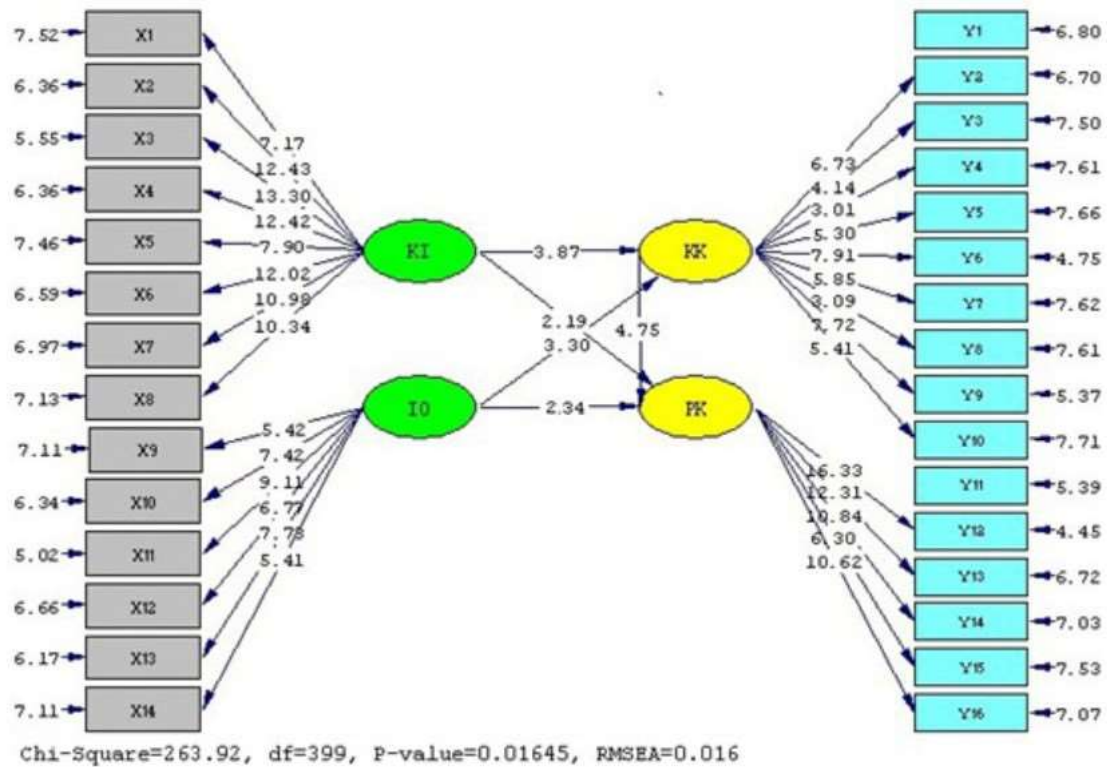 7.52 X1
6.36 X2
5.55 X3
6.36 X4
7.46 X5
6.59 X6
6.97 X7
7.13 X8
7.11 X9
6.34 X10
5.02 X11
6.66 X12
6.17 X13
7.11 X14
7.17
12.43
13.30
12.42
7.90
12.02
10.98
10.34
5.42
7.42
9.11
6.77
7.78
5.41
KI
IO
3.87
2.19
3.30
4.75
2.34
KK
PK
6.73
4.14
3.01
5.30
7.91
5.85
3.09
7.72
5.41
16.33
12.31
10.84
6.30
10.62
Y1 6.80
Y2 6.70
Y3 7.50
Y4 7.61
Y5 7.66
Y6 4.75
Y7 7.62
Y8 7.61
Y9 5.37
Y10 7.71
Y11 5.39
Y12 4.45
Y13 6.72
Y14 7.03
Y15 7.53
Y16 7.07
Chi-Square=263.92, df=399, P-value=0.01645, RMSEA=0.016